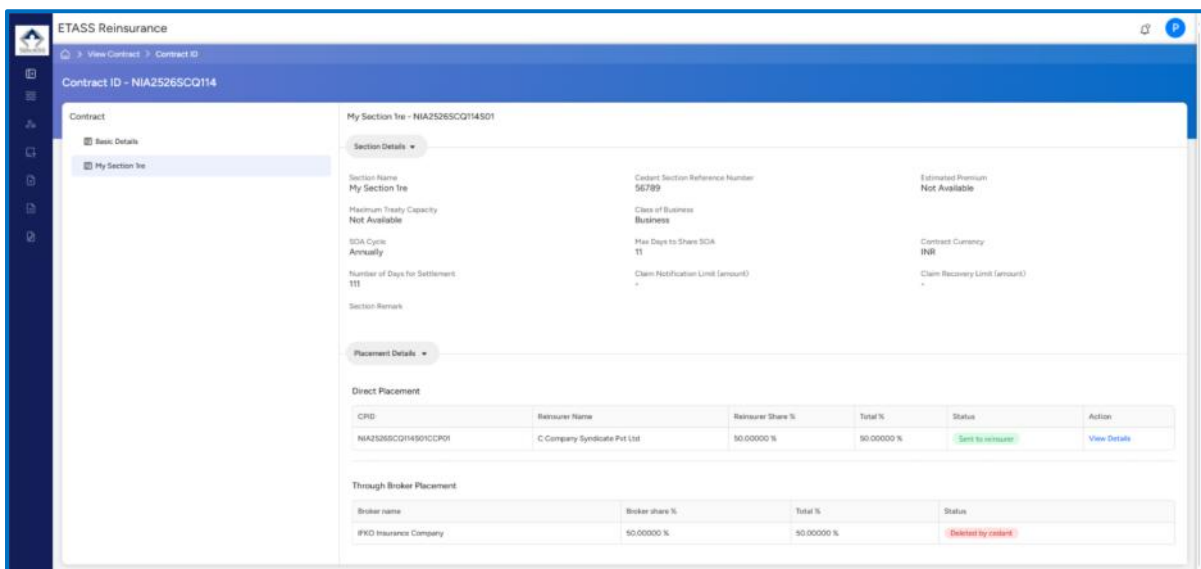 ETASS Reinsurance
P
View Contract > Contract ID
Contract ID - NIA2526SCQ114
Contract
Basic Details
My Section 1re
My Section 1re - NIA2526SCQ114S01
Section Details
Section Name Cedant Section Reference Number Estimated Premium
My Section 1re 56789 Not Available
Maximum Treaty Capacity Class of Business
Not Available Business
SOA Cycle Max Days to Share SOA Contract Currency
Annually 11 INR
Number of Days for Settlement Claim Notification Limit (amount) Claim Recovery Limit (amount)
111 - -
Section Remark
Placement Details
Direct Placement
CPID Reinsurer Name Reinsurer Share % Total % Status Action
NIA2526SCQ114S01CCP01 C Company Syndicate Pvt Ltd 50.00000 % 50.00000 % Sent to reinsurer View Details
Through Broker Placement
Broker name Broker share % Total % Status
IFKO Insurance Company 50.00000 % 50.00000 % Deleted by cedant